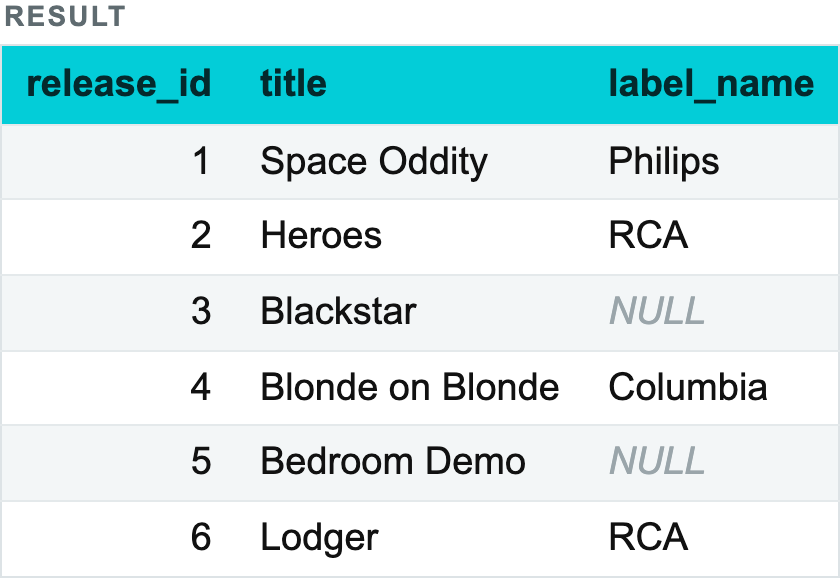 RESULT
release_id title label_name
1 Space Oddity Philips
2 Heroes RCA
3 Blackstar NULL
4 Blonde on Blonde Columbia
5 Bedroom Demo NULL
6 Lodger RCA